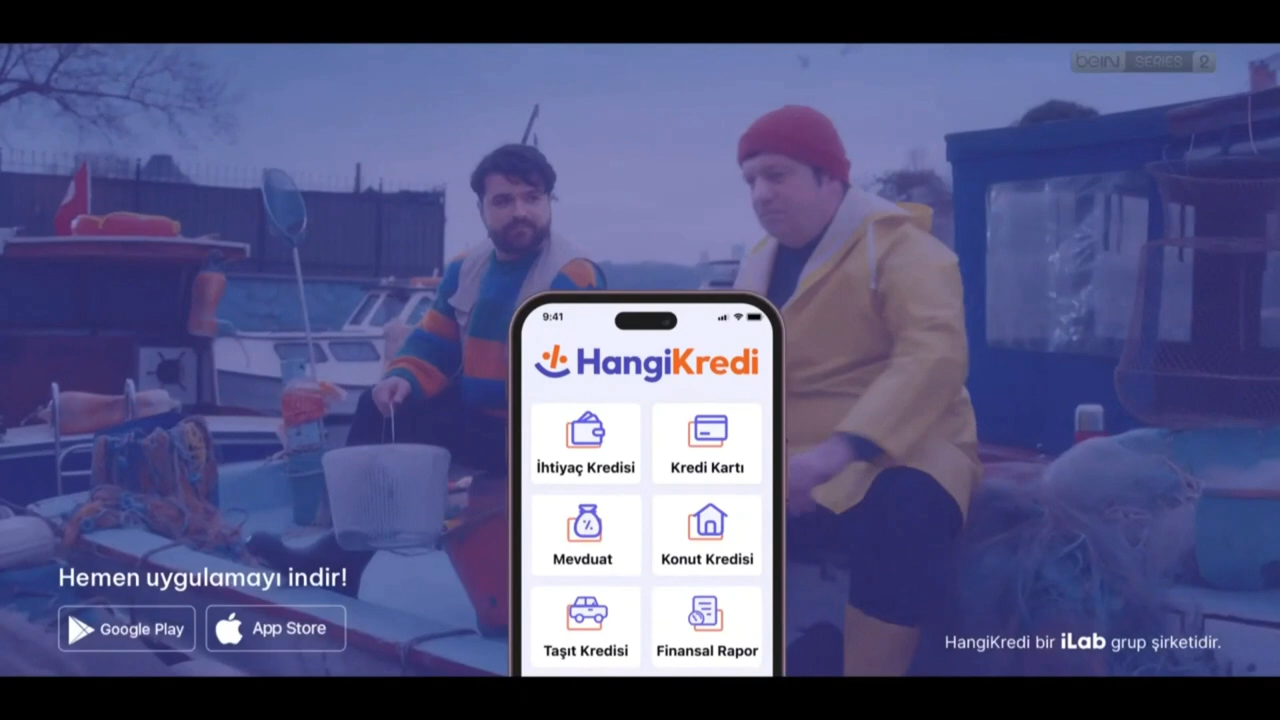 beIN SERIES 2
9:41
HangiKredi
İhtiyaç Kredisi
Kredi Kartı
Mevduat
Konut Kredisi
Taşıt Kredisi
Finansal Rapor
Hemen uygulamayı indir!
Google Play
App Store
HangiKredi bir iLab grup şirketidir.